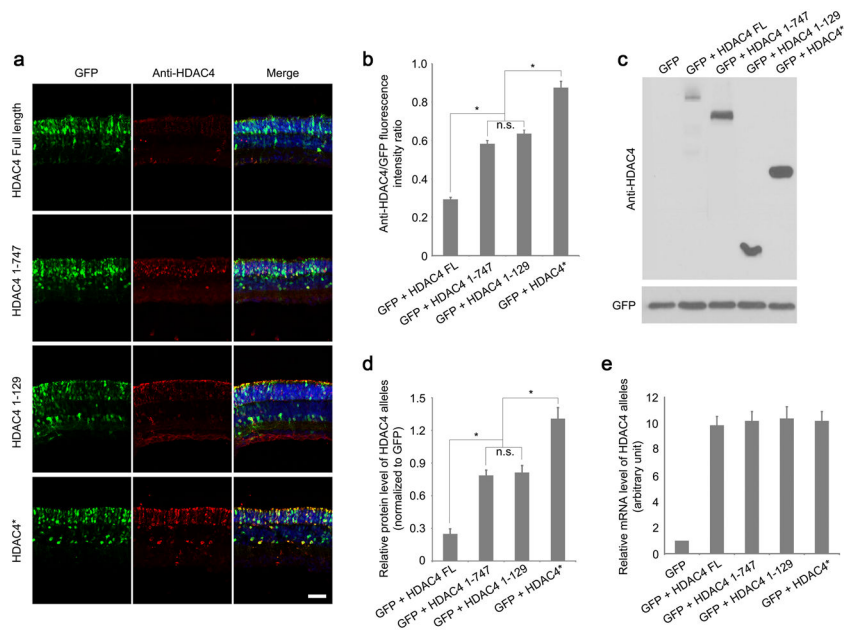 a
GFP
Anti-HDAC4
Merge
HDAC4 Full length
HDAC4 1-747
HDAC4 1-129
HDAC4*
b
Anti-HDAC4/GFP fluorescence
intensity ratio
1.0
0.8
0.6
0.4
0.2
0
*
*
n.s.
GFP + HDAC4 FL
GFP + HDAC4 1-747
GFP + HDAC4 1-129
GFP + HDAC4*
c
GFP
GFP + HDAC4 FL
GFP + HDAC4 1-747
GFP + HDAC4 1-129
GFP + HDAC4*
Anti-HDAC4
GFP
d
Relative protein level of HDAC4 alleles
(normalized to GFP)
1.5
1.2
0.9
0.6
0.3
0
*
*
n.s.
GFP + HDAC4 FL
GFP + HDAC4 1-747
GFP + HDAC4 1-129
GFP + HDAC4*
e
Relative mRNA level of HDAC4 alleles
(arbitrary unit)
12
10
8
6
4
2
0
GFP
GFP + HDAC4 FL
GFP + HDAC4 1-747
GFP + HDAC4 1-129
GFP + HDAC4*